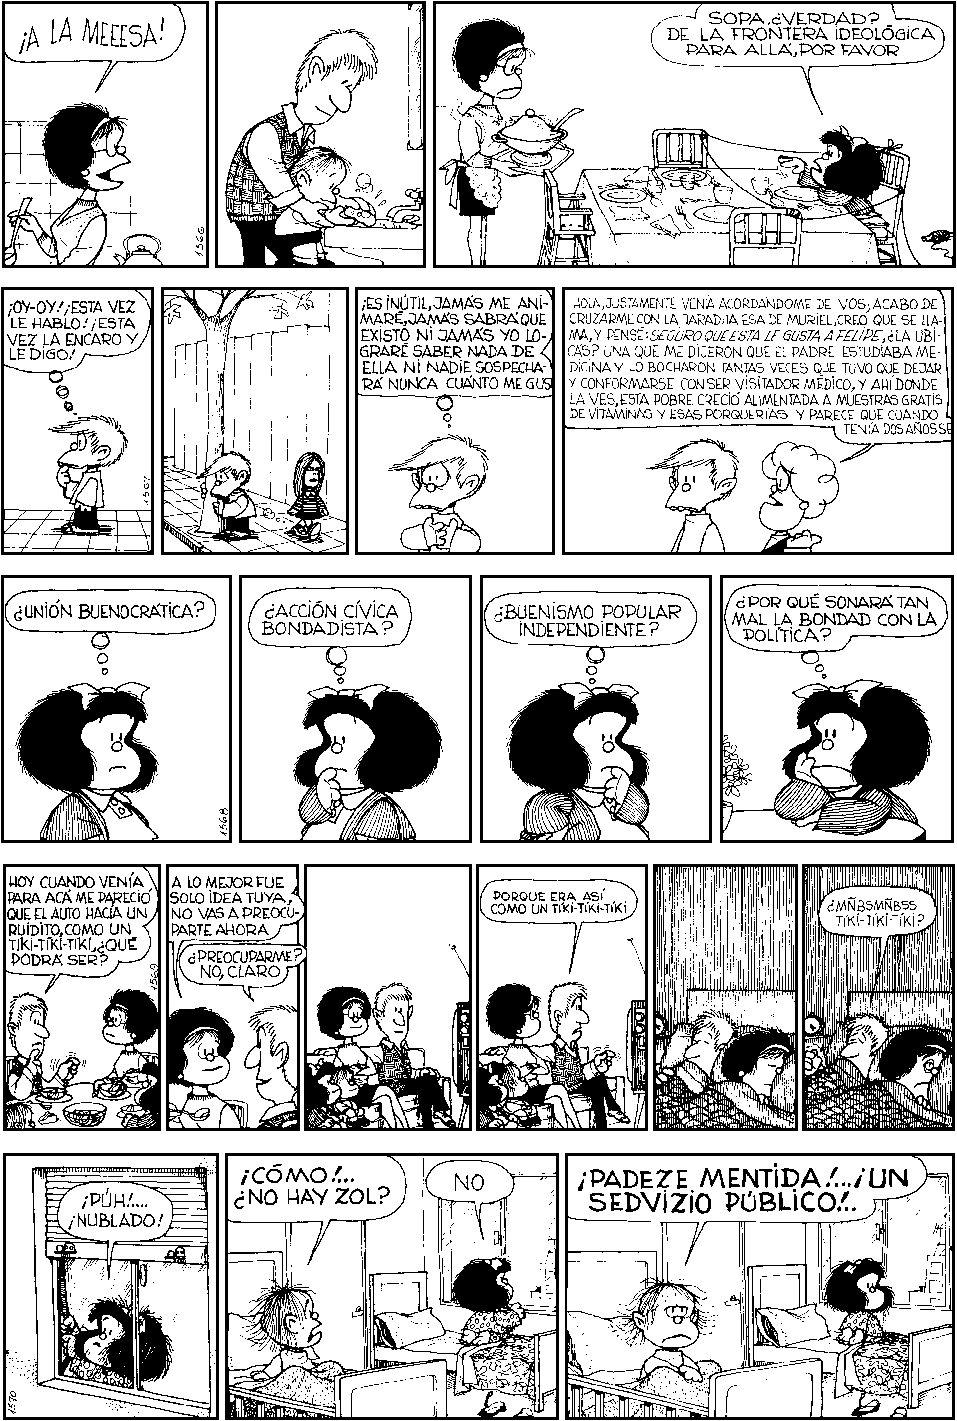 ¡A LA MEEESA!
1566
SOPA, ¿VERDAD?
DE LA FRONTERA IDEOLÓGICA
PARA ALLA, POR FAVOR
¡OY-OY! ¡ESTA VEZ
LE HABLO! ¡ESTA
VEZ LA ENCARO Y
LE DIGO!
1567
¡ES INÚTIL, JAMÁS ME ANI-
MARÉ, JAMÁS SABRÁ QUE
EXISTO NI JAMÁS YO LO-
GRARÉ SABER NADA DE
ELLA NI NADIE SOSPECHA-
RÁ NUNCA CUÁNTO ME GUS
HOLA, JUSTAMENTE VENÍA ACORDÁNDOME DE VOS; ACABO DE
CRUZARME CON LA TARADITA ESA DE MURIEL, CREO QUE SE LLA-
MA, Y PENSÉ: SEGURO QUE ESTA LE GUSTA A FELIPE, ¿LA UBI-
CÁS? UNA QUE ME DIJERON QUE EL PADRE ESTUDIABA ME-
DICINA Y LO BOCHARON TANTAS VECES QUE TUVO QUE DEJAR
Y CONFORMARSE CON SER VISITADOR MÉDICO, Y AHÍ DONDE
LA VES, ESTA POBRE CRECIÓ ALIMENTADA A MUESTRAS GRATIS
DE VITAMINAS Y ESAS PORQUERÍAS Y PARECE QUE CUANDO
TENÍA DOS AÑOS SE
¿UNIÓN BUENOCRÁTICA?
1568
¿ACCIÓN CÍVICA
BONDADISTA?
¿BUENISMO POPULAR
INDEPENDIENTE?
¿POR QUÉ SONARÁ TAN
MAL LA BONDAD CON LA
POLÍTICA?
HOY CUANDO VENÍA
PARA ACÁ ME PARECIÓ
QUE EL AUTO HACÍA UN
RUIDITO, COMO UN
TIKI-TIKI-TIKI, ¿QUÉ
PODRÁ SER?
1569
A LO MEJOR FUE
SOLO IDEA TUYA,
NO VAS A PREOCU-
PARTE AHORA
¿PREOCUPARME?
NO, CLARO
PORQUE ERA ASÍ
COMO UN TIKI-TIKI-TIKI
¿MÑBSMÑBSS
TIKI-TIKI-TIKI?
¡PÚH!....
¡NUBLADO!
1570
¡CÓMO!...
¿NO HAY ZOL?
NO
¡PADEZE MENTIDA!...¡UN
SEDVIZIO PÚBLICO!..